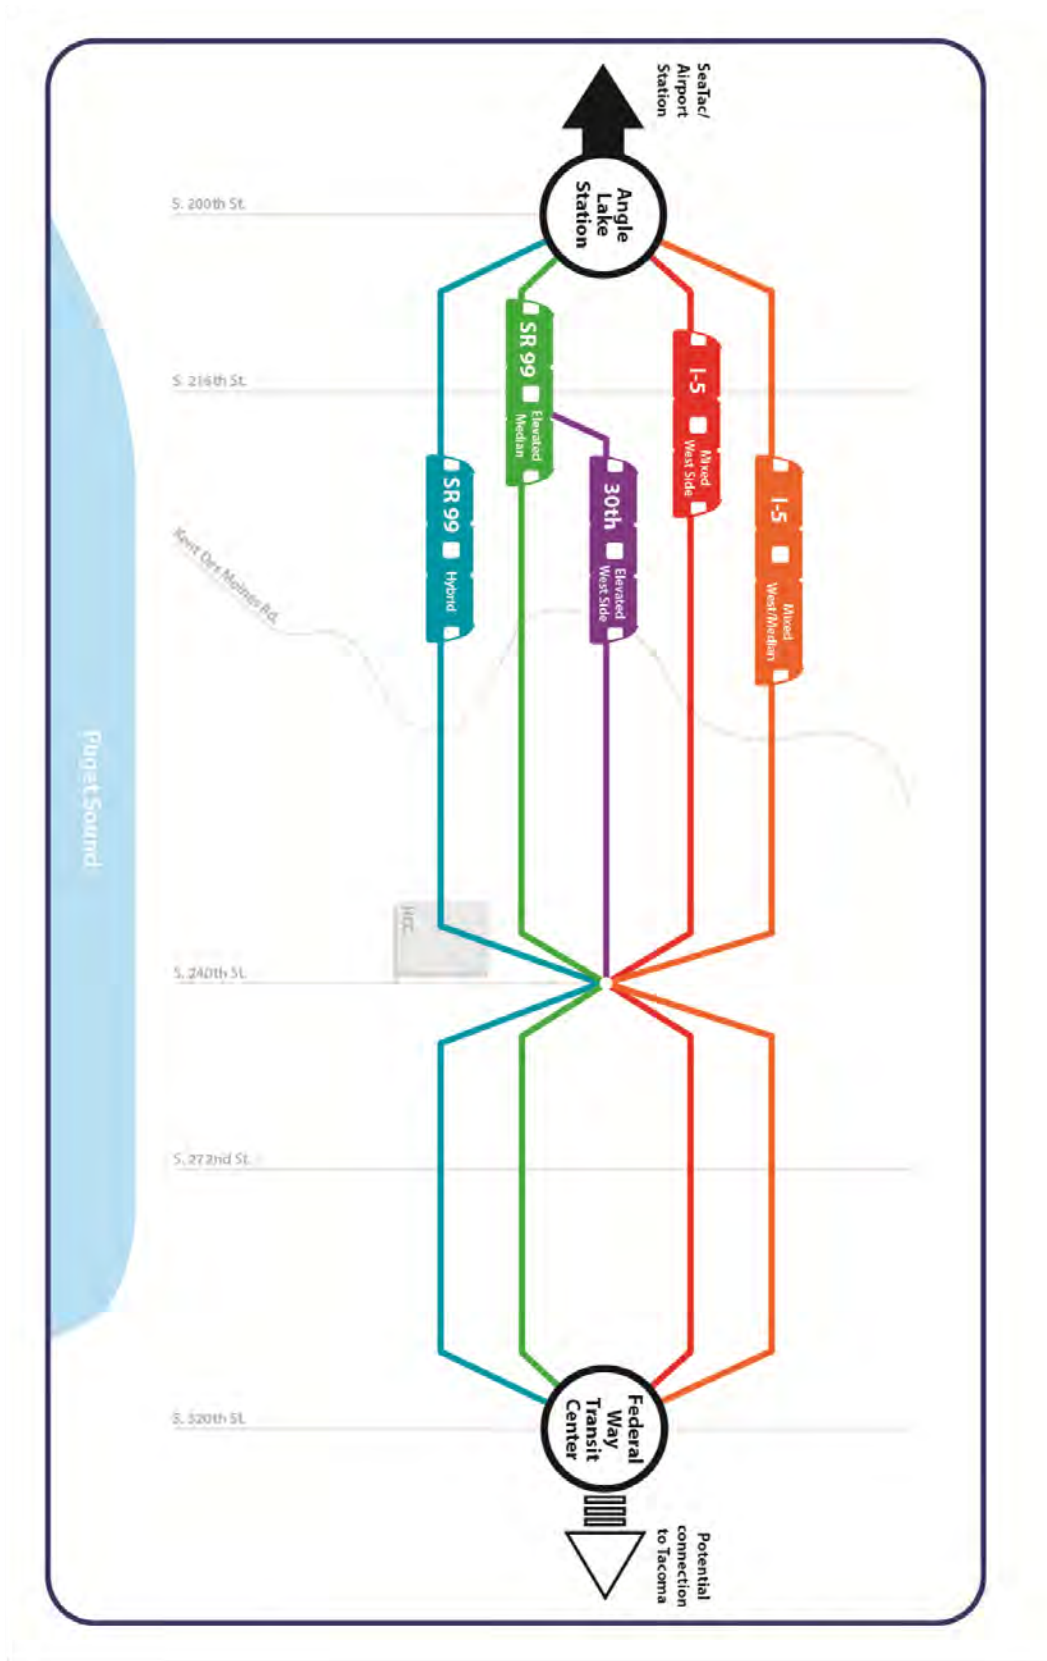 SeaTac/
Airport
Station
Angle
Lake
Station
S. 200th St.
S. 216th St.
SR 99
Elevated
Median
I-5
Mixed
West Side
SR 99
Hybrid
30th
Elevated
West Side
I-5
Mixed
West/Median
Kent Des Moines Rd.
Puget Sound
HCC
S. 240th St.
S. 272nd St.
S. 320th St.
Federal
Way
Transit
Center
Potential
connection
to Tacoma